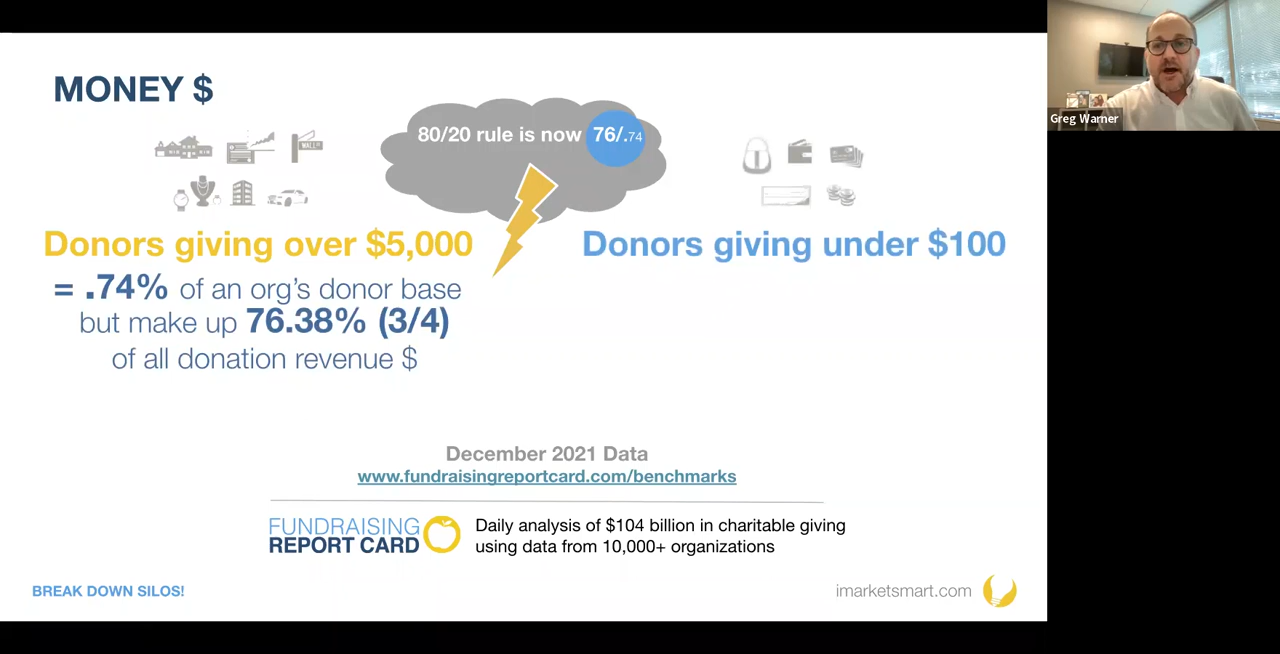 MONEY $
80/20 rule is now 76/.74
WALL ST
Donors giving over $5,000
= .74% of an org's donor base
but make up 76.38% (3/4)
of all donation revenue $
Donors giving under $100
December 2021 Data
www.fundraisingreportcard.com/benchmarks
FUNDRAISING
REPORT CARD
Daily analysis of $104 billion in charitable giving
using data from 10,000+ organizations
BREAK DOWN SILOS!
imarketsmart.com
Greg Warner